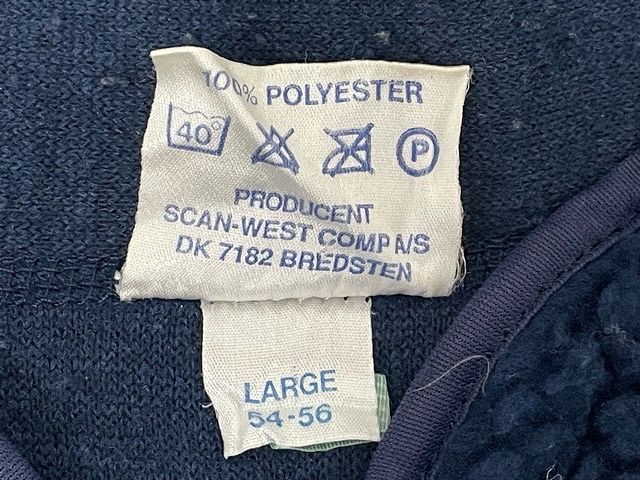 100% POLYESTER
40° P
PRODUCENT
SCAN-WEST COMP A/S
DK 7182 BREDSTEN
LARGE
54-56